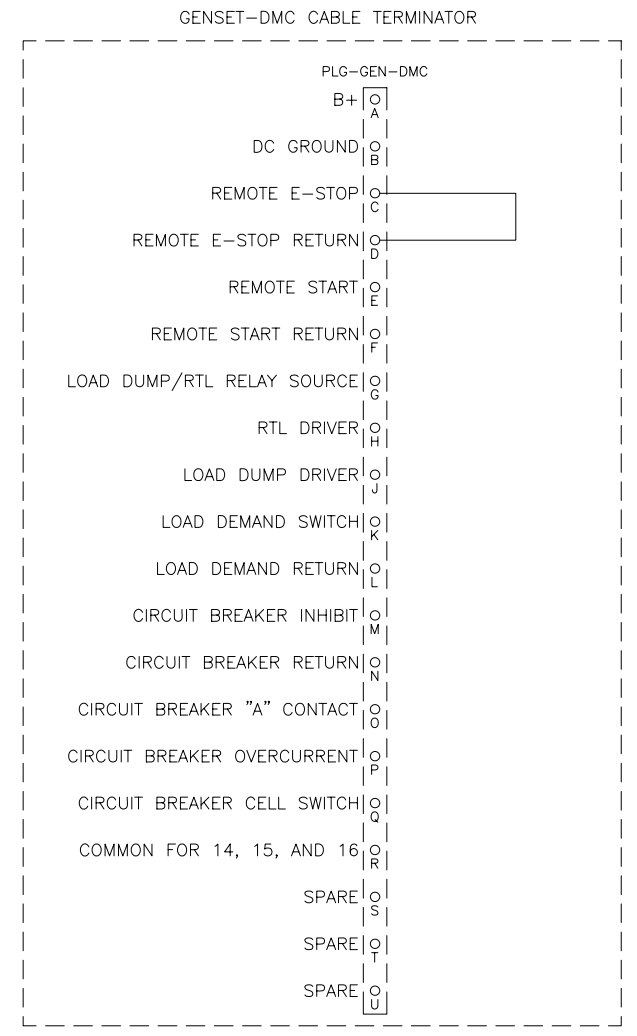 GENSET-DMC CABLE TERMINATOR
PLG-GEN-DMC
B+ A
DC GROUND B
REMOTE E-STOP C
REMOTE E-STOP RETURN D
REMOTE START E
REMOTE START RETURN F
LOAD DUMP/RTL RELAY SOURCE G
RTL DRIVER H
LOAD DUMP DRIVER J
LOAD DEMAND SWITCH K
LOAD DEMAND RETURN L
CIRCUIT BREAKER INHIBIT M
CIRCUIT BREAKER RETURN N
CIRCUIT BREAKER "A" CONTACT O
CIRCUIT BREAKER OVERCURRENT P
CIRCUIT BREAKER CELL SWITCH Q
COMMON FOR 14, 15, AND 16 R
SPARE S
SPARE T
SPARE U